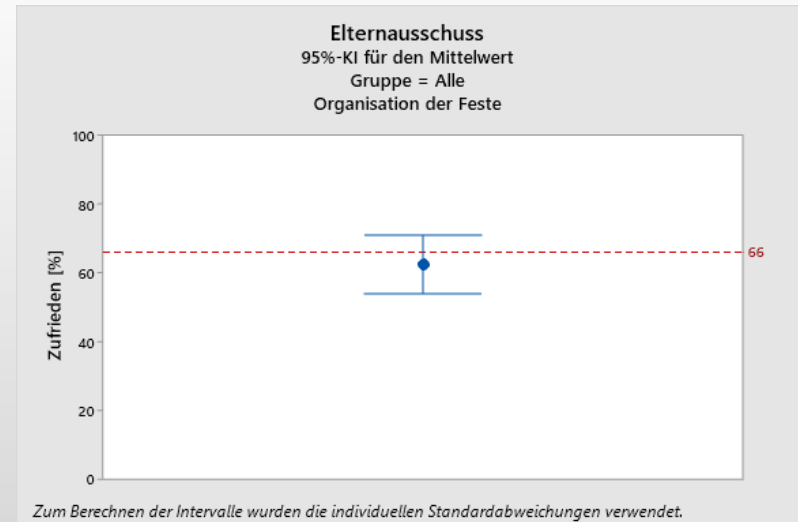 Elternausschuss
95%-KI für den Mittelwert
Gruppe = Alle
Organisation der Feste
100
80
66
60
40
20
0
Zufrieden [%]
Zum Berechnen der Intervalle wurden die individuellen Standardabweichungen verwendet.